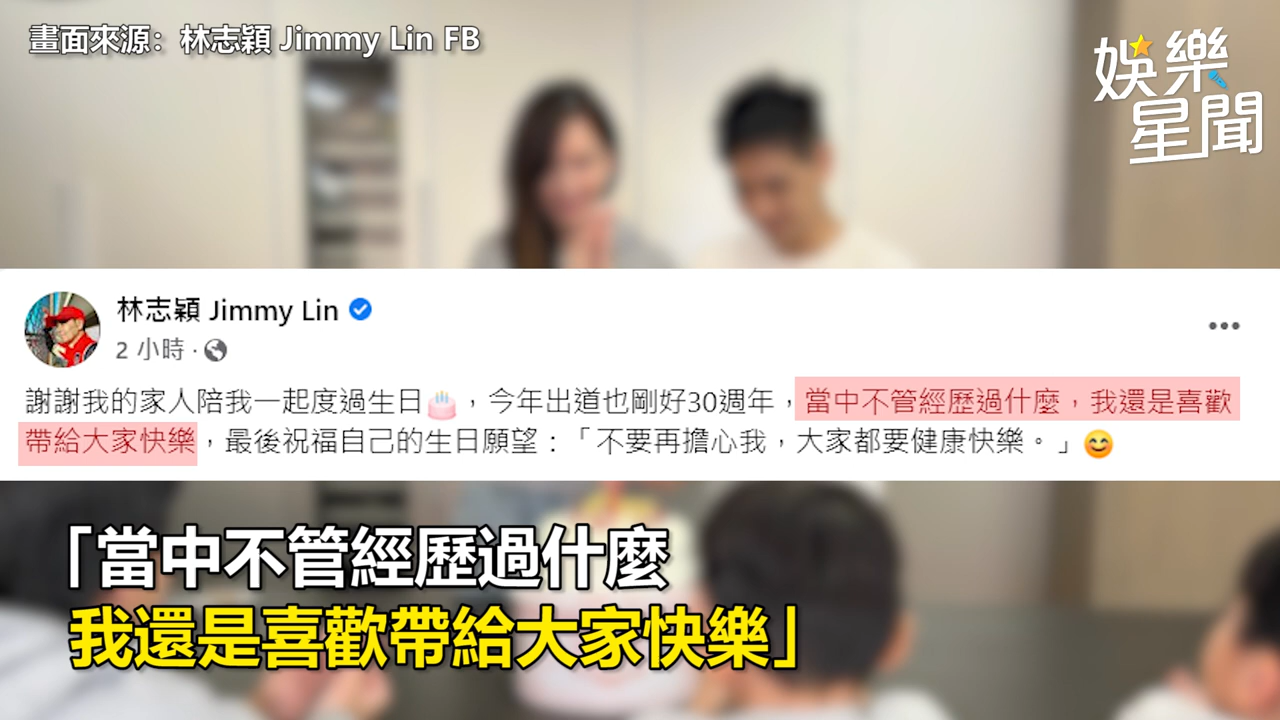 畫面來源：林志穎 Jimmy Lin FB
娛樂
星聞
林志穎 Jimmy Lin
2 小時 ·
謝謝我的家人陪我一起度過生日🎂，今年出道也剛好30週年，當中不管經歷過什麼，我還是喜歡
帶給大家快樂，最後祝福自己的生日願望：「不要再擔心我，大家都要健康快樂。」😊
「當中不管經歷過什麼
我還是喜歡帶給大家快樂」